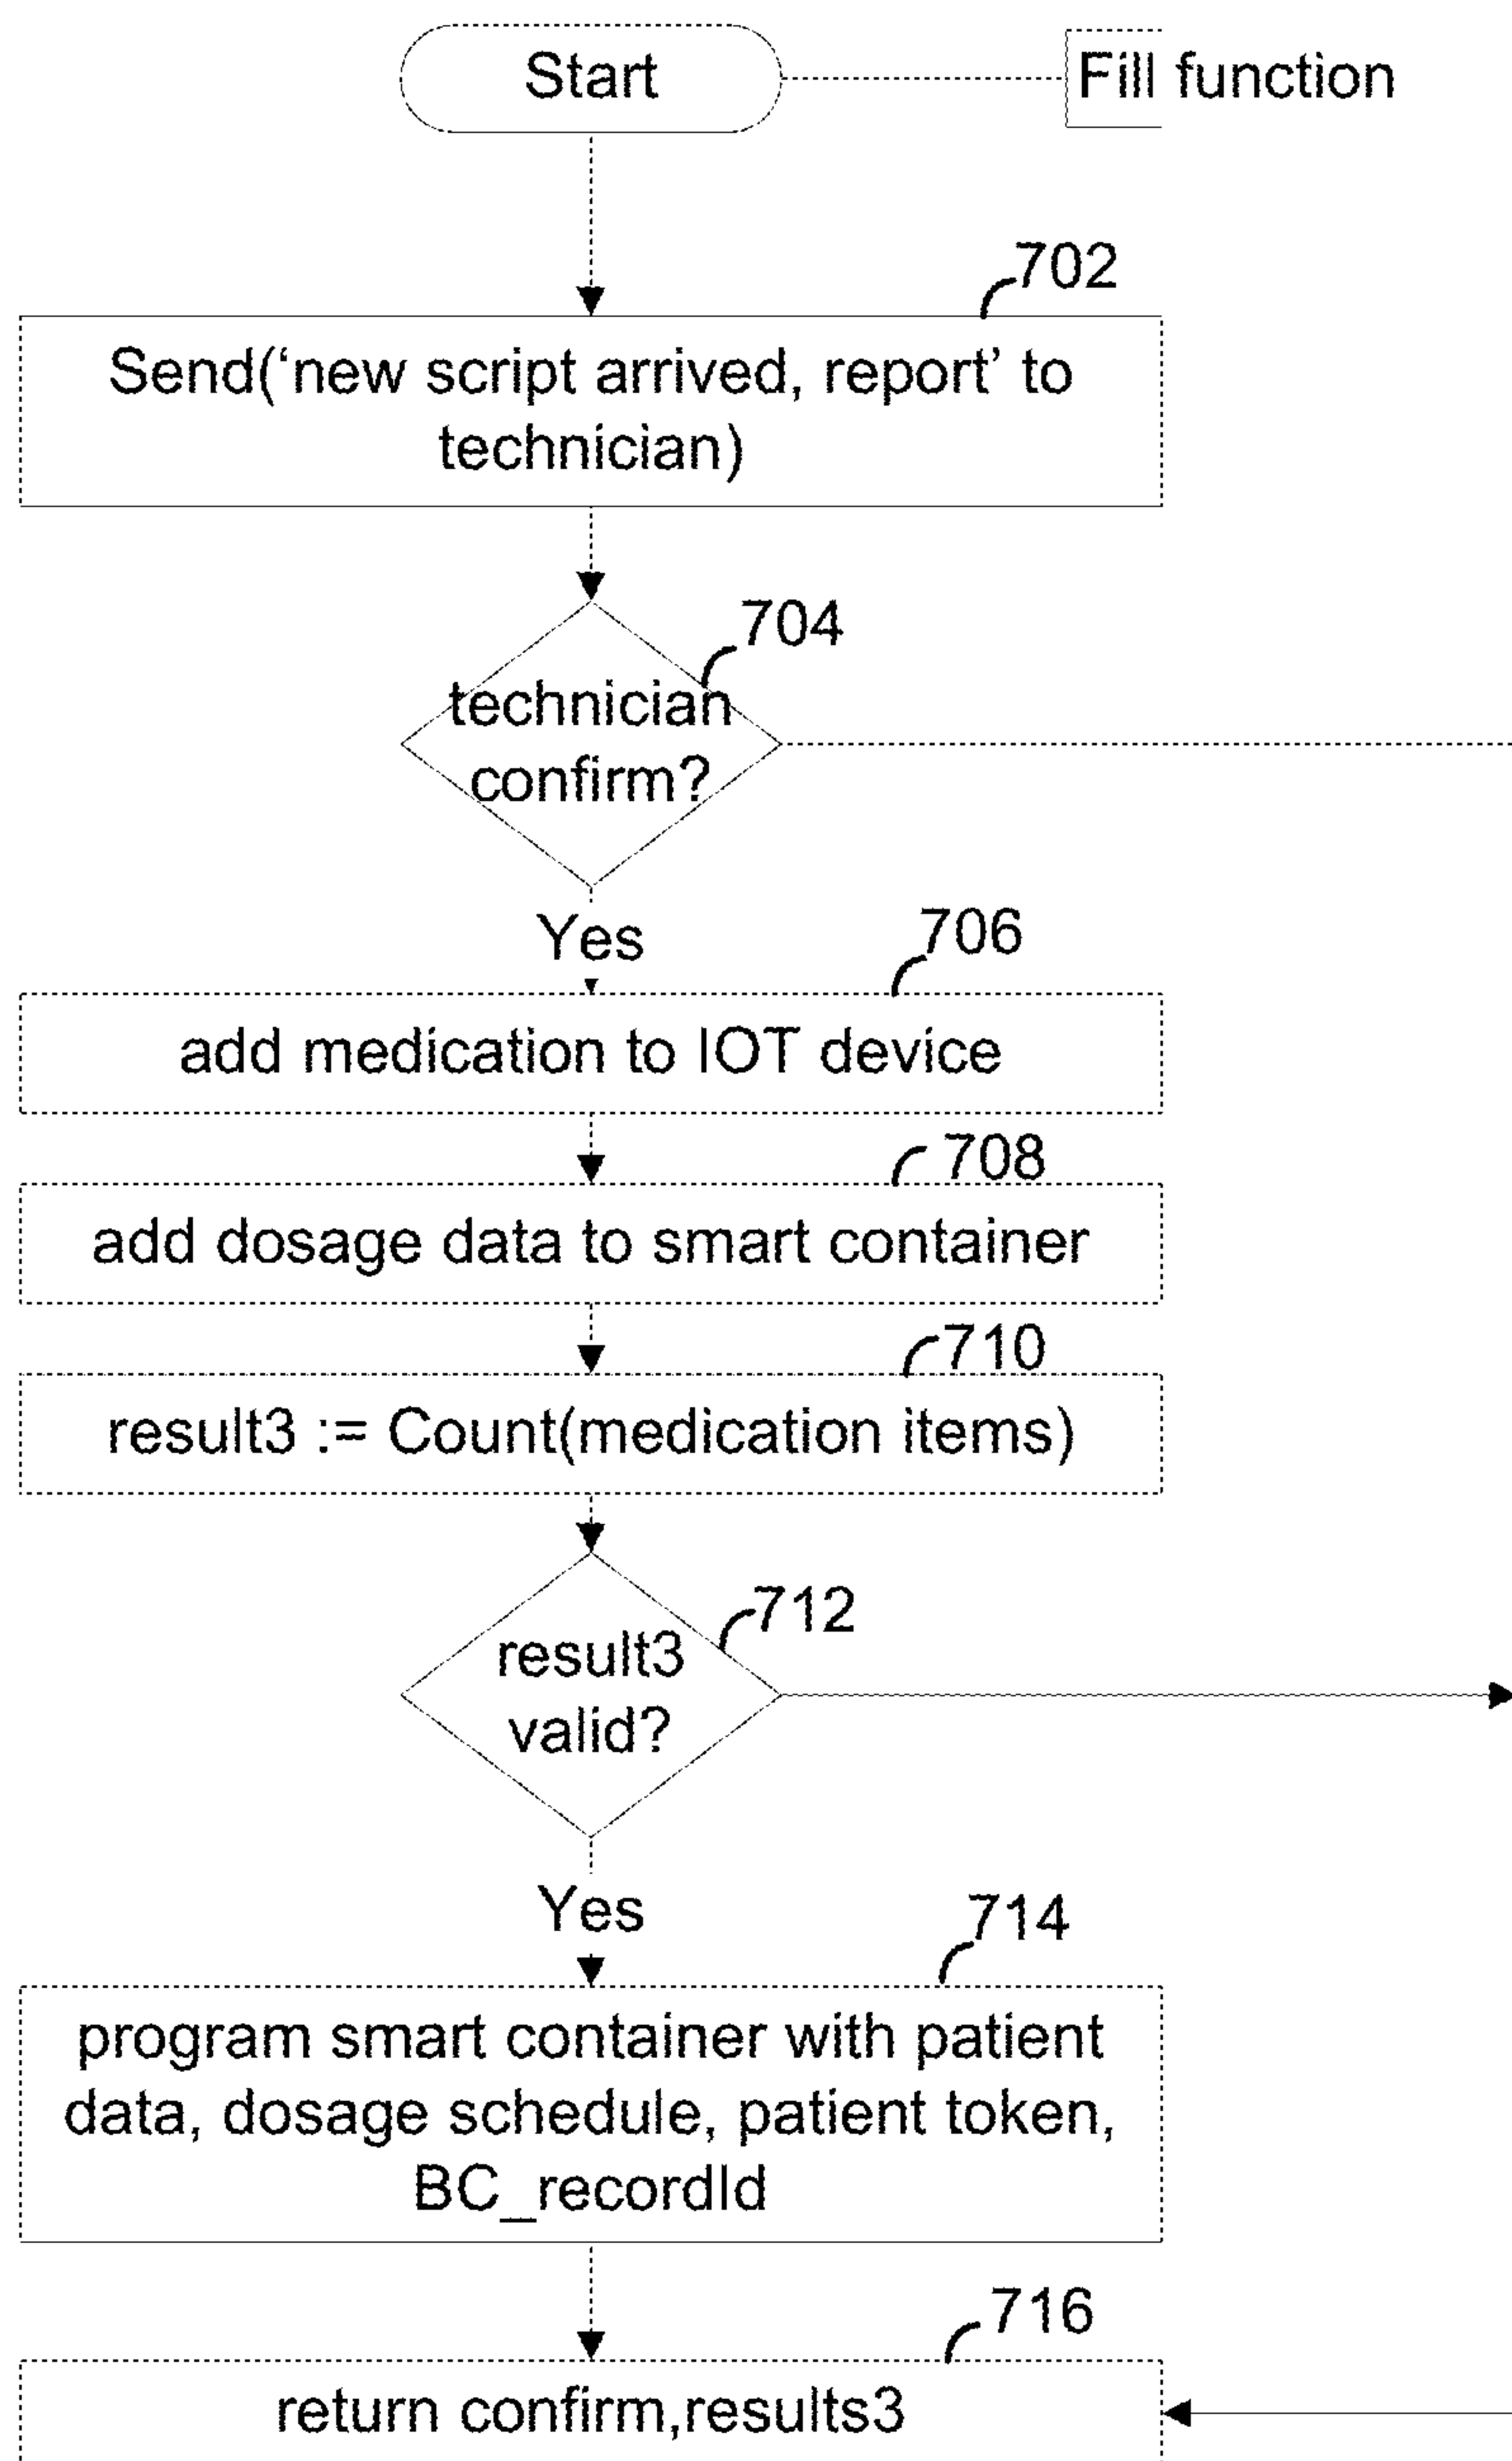 Start
Fill function
702
Send(‘new script arrived, report’ to
technician)
704
technician
confirm?
Yes
706
add medication to IOT device
708
add dosage data to smart container
710
result3 := Count(medication items)
712
result3
valid?
Yes
714
program smart container with patient
data, dosage schedule, patient token,
BC_recordId
716
return confirm,results3